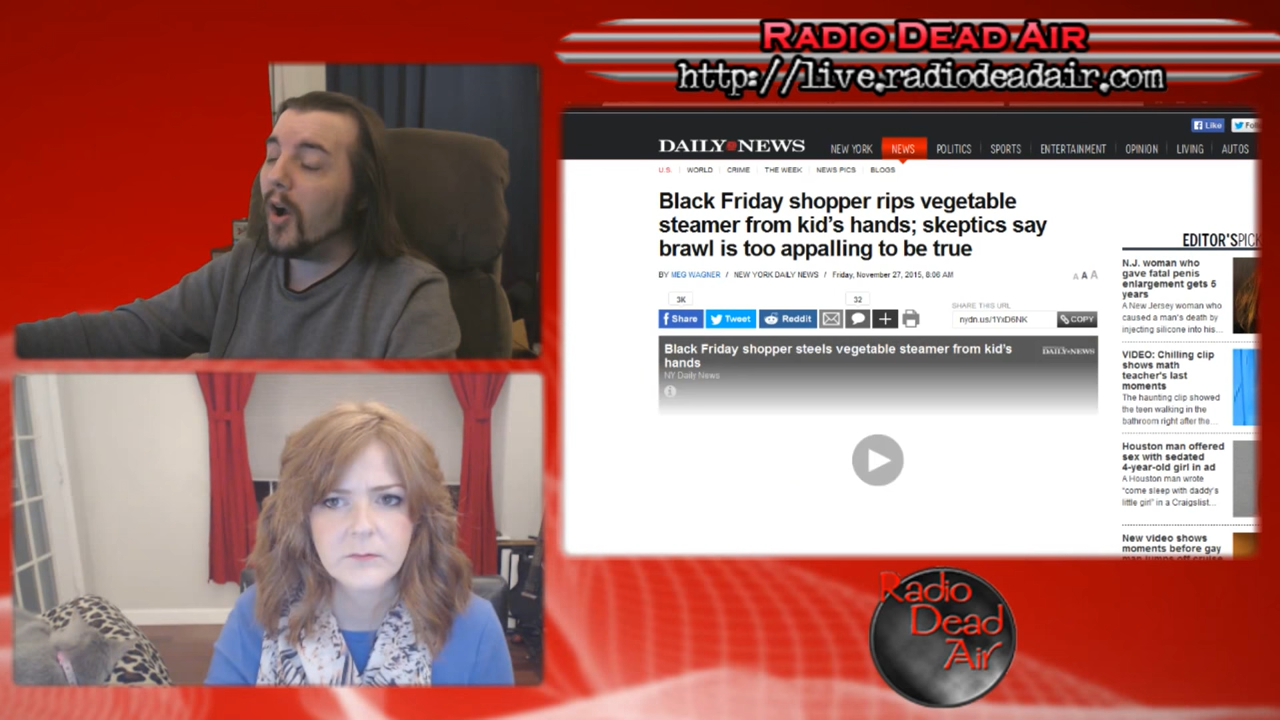 RADIO DEAD AIR
http://live.radiodeadair.com
Like
DAILY NEWS
NEW YORK NEWS POLITICS SPORTS ENTERTAINMENT OPINION LIVING AUTOS
U.S. WORLD CRIME THE WEEK NEWS PICS BLOGS
Black Friday shopper rips vegetable
steamer from kid's hands; skeptics say
brawl is too appalling to be true
BY MEG WAGNER / NEW YORK DAILY NEWS / Friday, November 27, 2015, 8:06 AM
A A A
3K
32
SHARE THIS URL
Share Tweet Reddit
nydn.us/1YxD6NK COPY
Black Friday shopper steels vegetable steamer from kid's
hands
DAILY NEWS
NY Daily News
EDITOR'S PICK
N.J. woman who
gave fatal penis
enlargement gets 5
years
A New Jersey woman who
caused a man's death by
injecting silicone into his...
VIDEO: Chilling clip
shows math
teacher's last
moments
The haunting clip showed
the teen walking in the
bathroom right after the...
Houston man offered
sex with sedated
4-year-old girl in ad
A Houston man wrote
"come sleep with daddy's
little girl" in a Craigslist...
New video shows
moments before gay
Radio
Dead
Air